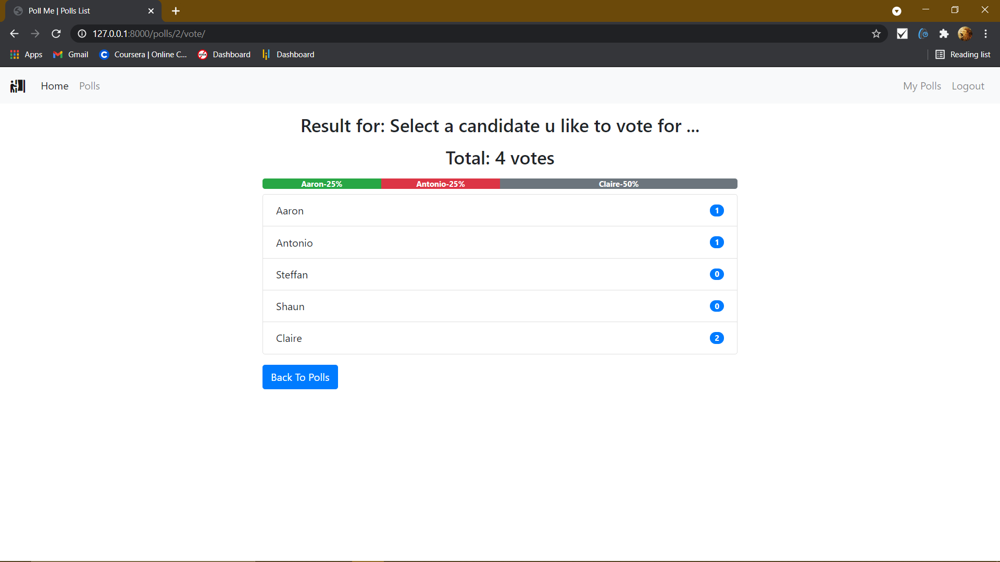 Poll Me | Polls List
127.0.0.1:8000/polls/2/vote/
Apps Gmail Coursera | Online C... Dashboard Dashboard Reading list
Home Polls My Polls Logout
Result for: Select a candidate u like to vote for ...
Total: 4 votes
Aaron-25% Antonio-25% Claire-50%
Aaron 1
Antonio 1
Steffan 0
Shaun 0
Claire 2
Back To Polls